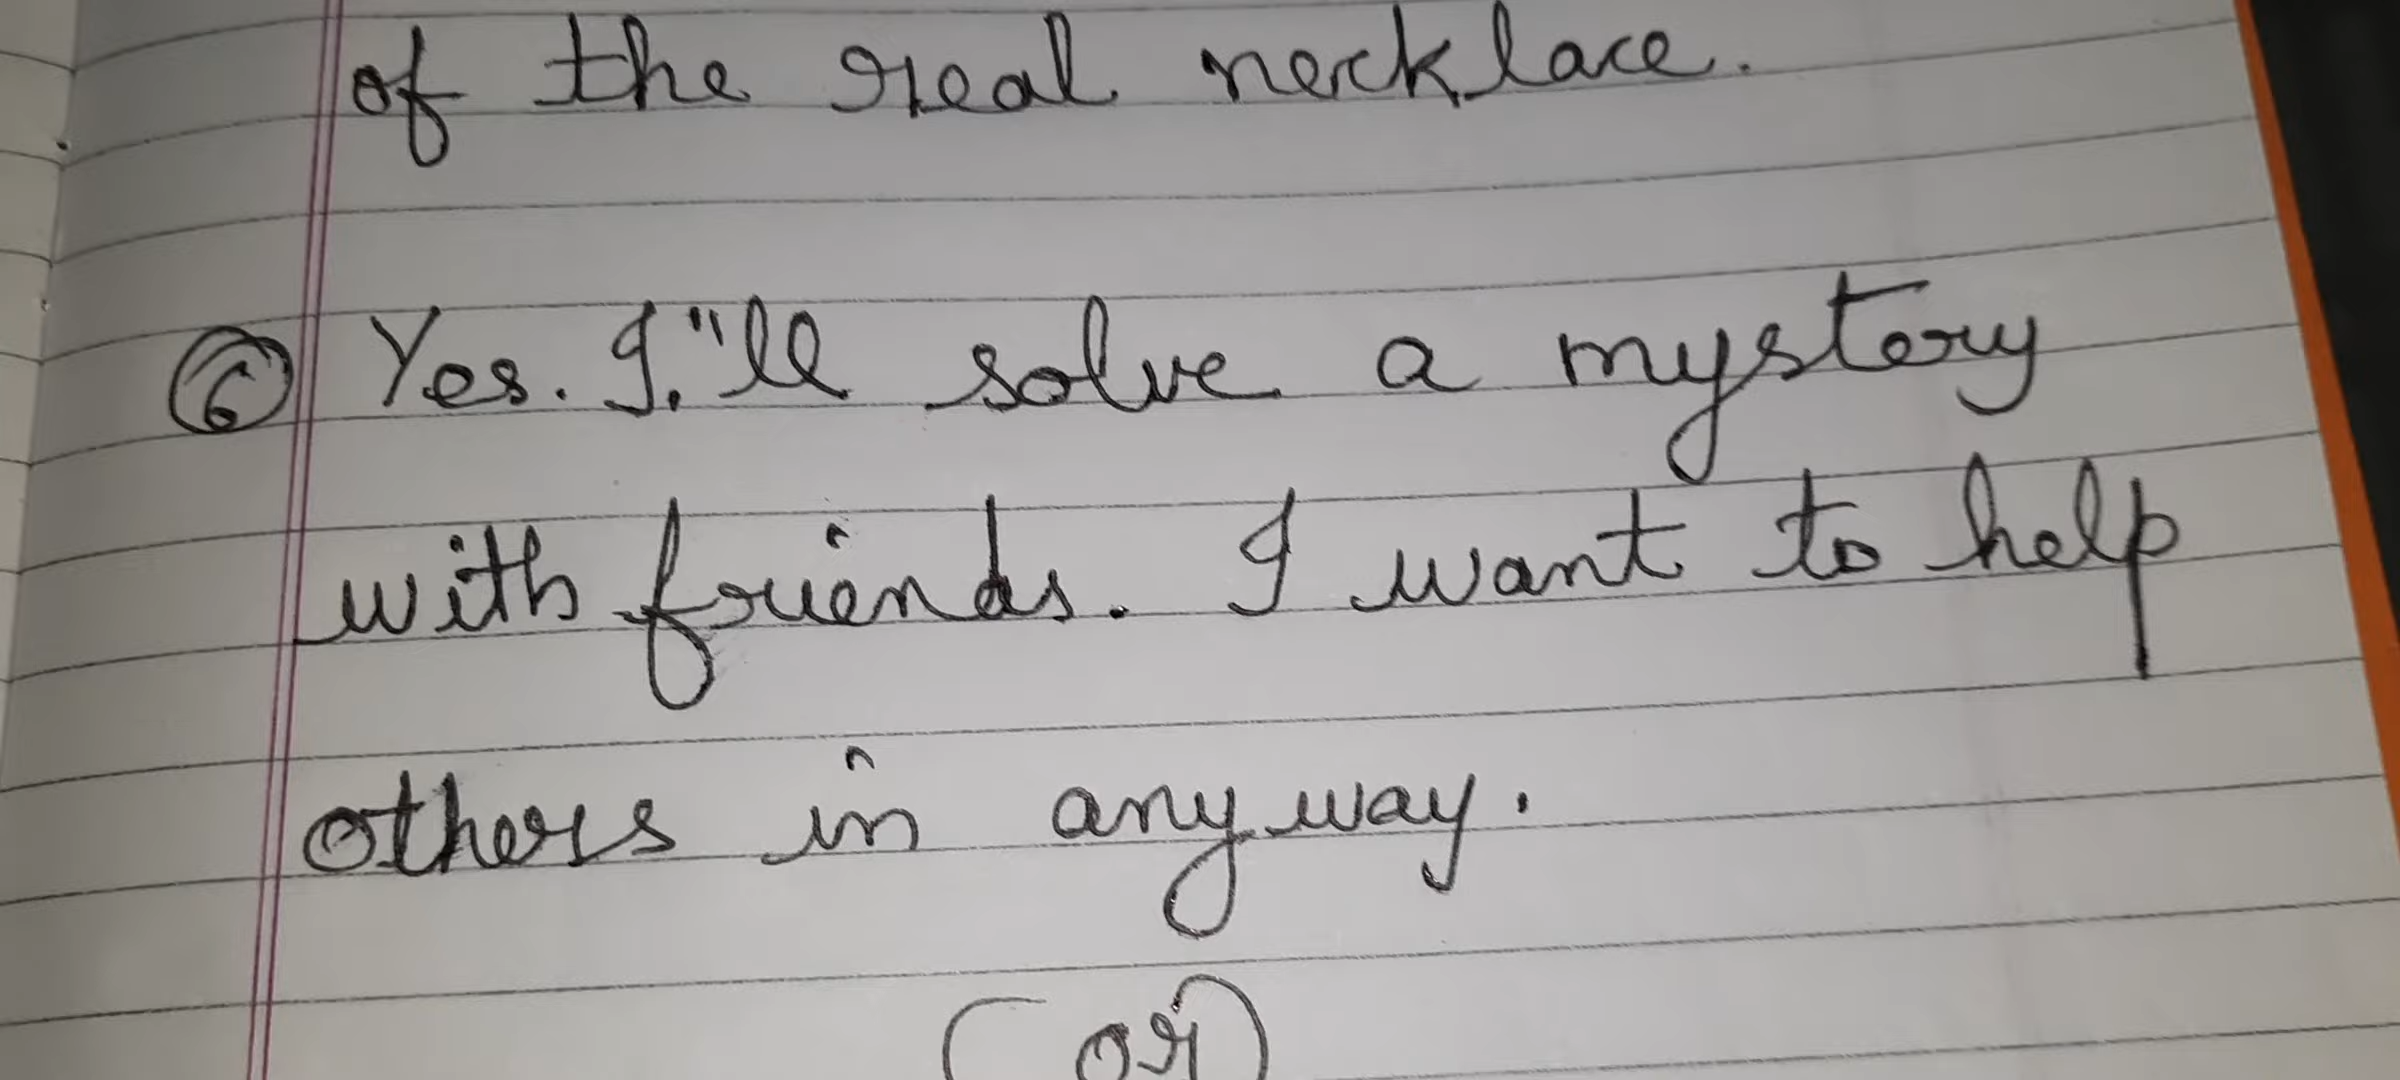 of the real necklace.
6 Yes. I."ll solve a mystery
with friends. I want to help
others in any way.
(or)